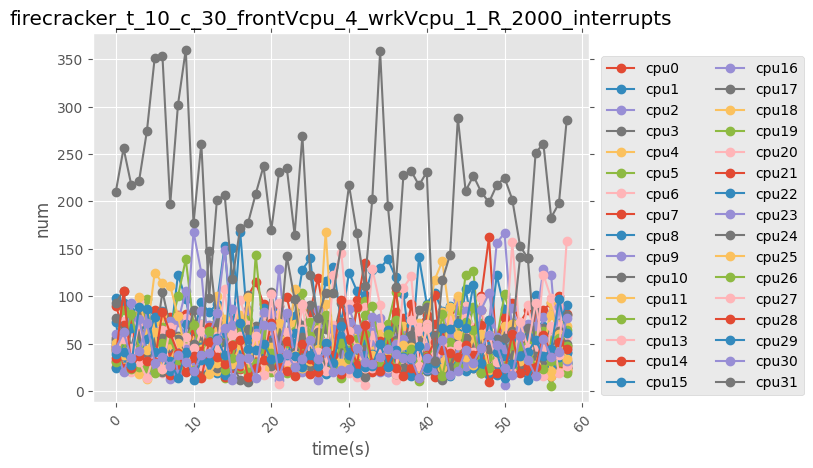 firecracker_t_10_c_30_frontVcpu_4_wrkVcpu_1_R_2000_interrupts
350
300
250
200
150
100
50
0
num
0
10
20
30
40
50
60
time(s)
cpu0
cpu1
cpu2
cpu3
cpu4
cpu5
cpu6
cpu7
cpu8
cpu9
cpu10
cpu11
cpu12
cpu13
cpu14
cpu15
cpu16
cpu17
cpu18
cpu19
cpu20
cpu21
cpu22
cpu23
cpu24
cpu25
cpu26
cpu27
cpu28
cpu29
cpu30
cpu31